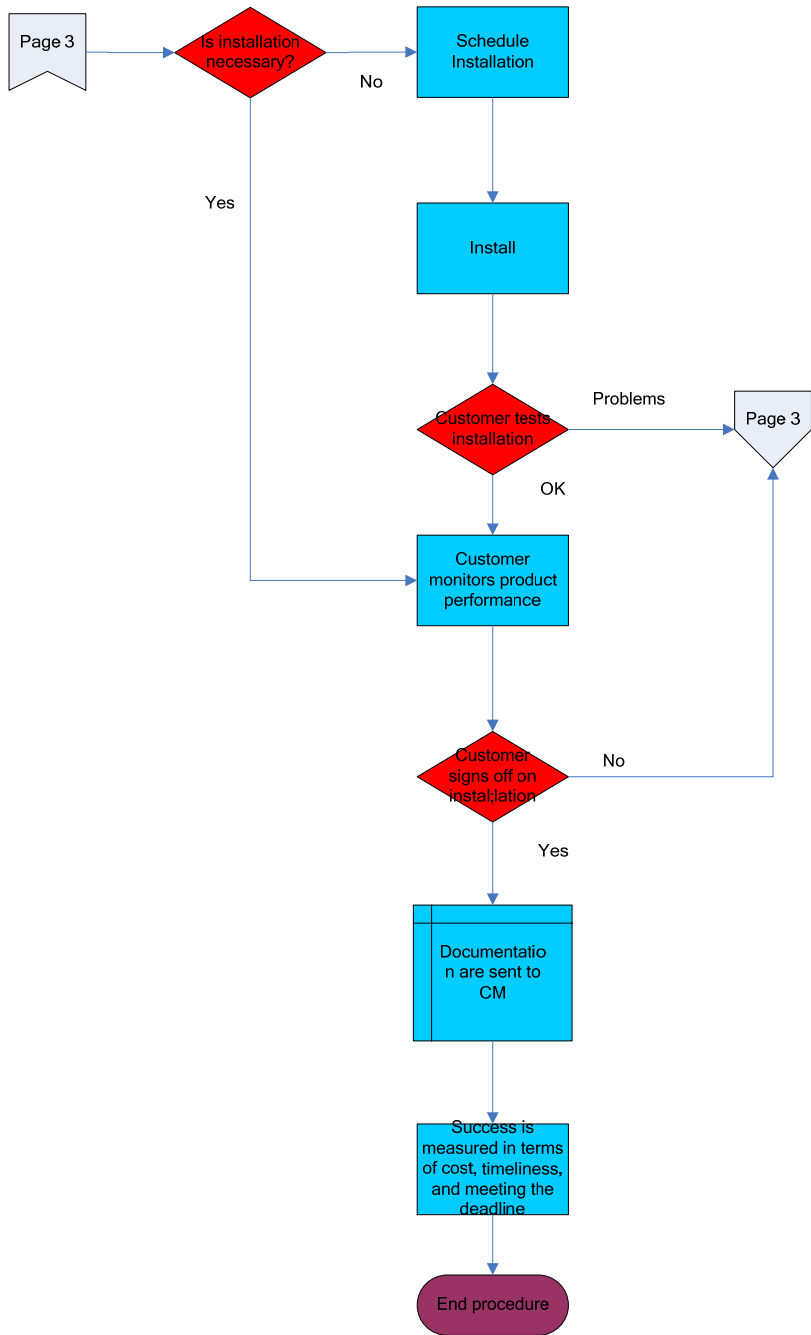 Page 3
Is installation
necessary?
No
Schedule
Installation
Yes
Install
Customer tests
installation
Problems
Page 3
OK
Customer
monitors product
performance
Customer
signs off on
instal;lation
No
Yes
Documentatio
n are sent to
CM
Success is
measured in terms
of cost, timeliness,
and meeting the
deadline
End procedure